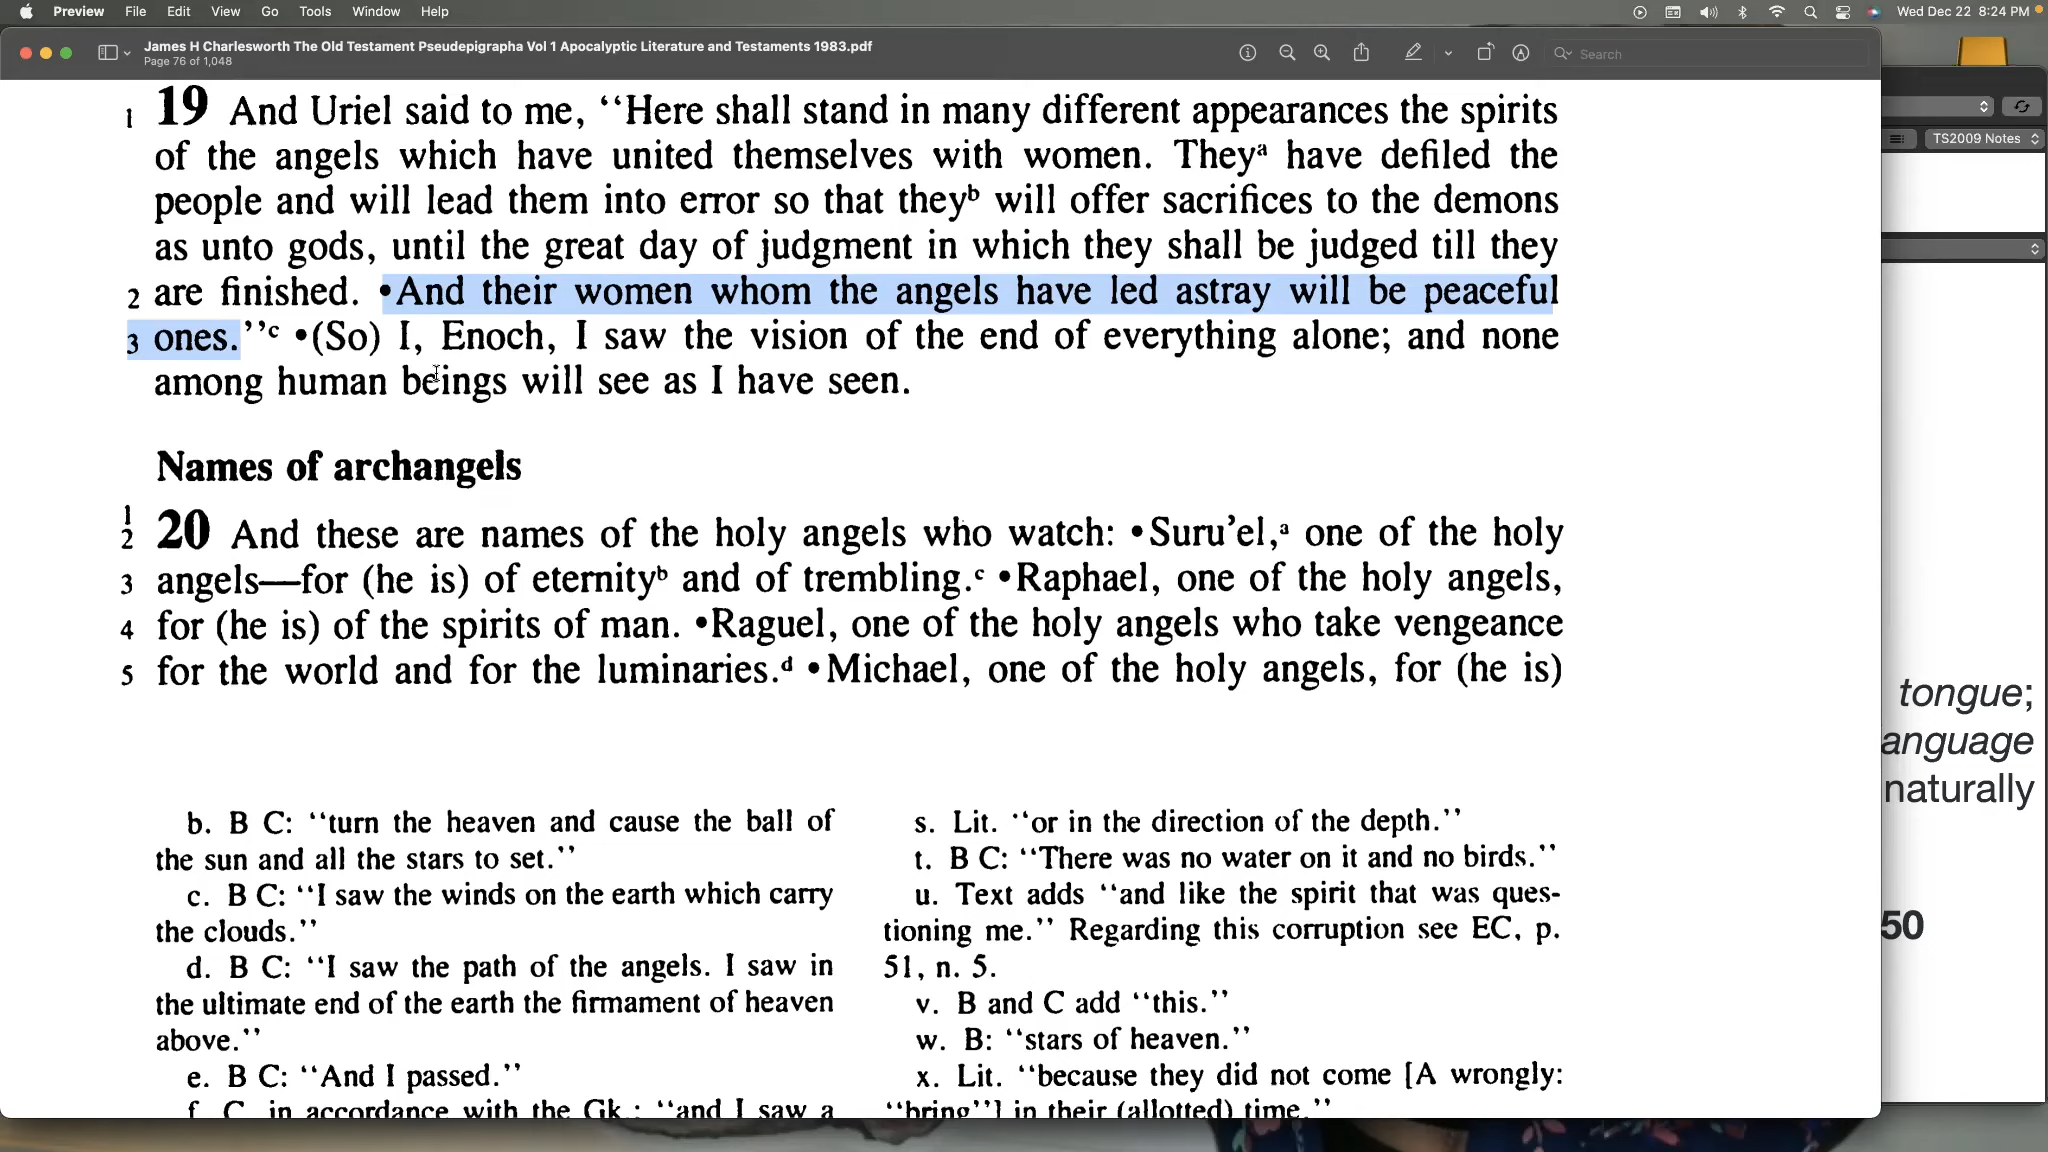 Preview File Edit View Go Tools Window Help
Wed Dec 22 8:24 PM
James H Charlesworth The Old Testament Pseudepigrapha Vol 1 Apocalyptic Literature and Testaments 1983.pdf
Page 76 of 1,048
Search
TS2009 Notes
1 19 And Uriel said to me, ‘‘Here shall stand in many different appearances the spirits
of the angels which have united themselves with women. Theyᵃ have defiled the
people and will lead them into error so that theyᵇ will offer sacrifices to the demons
as unto gods, until the great day of judgment in which they shall be judged till they
2 are finished. •And their women whom the angels have led astray will be peaceful
3 ones.’’ᶜ •(So) I, Enoch, I saw the vision of the end of everything alone; and none
among human beings will see as I have seen.
Names of archangels
1
2 20 And these are names of the holy angels who watch: •Suru’el,ᵃ one of the holy
3 angels—for (he is) of eternityᵇ and of trembling.ᶜ •Raphael, one of the holy angels,
4 for (he is) of the spirits of man. •Raguel, one of the holy angels who take vengeance
5 for the world and for the luminaries.ᵈ •Michael, one of the holy angels, for (he is)
b. B C: ‘‘turn the heaven and cause the ball of
the sun and all the stars to set.’’
c. B C: ‘‘I saw the winds on the earth which carry
the clouds.’’
d. B C: ‘‘I saw the path of the angels. I saw in
the ultimate end of the earth the firmament of heaven
above.’’
e. B C: ‘‘And I passed.’’
f. C, in accordance with the Gk.: ‘‘and I saw a
s. Lit. ‘‘or in the direction of the depth.’’
t. B C: ‘‘There was no water on it and no birds.’’
u. Text adds ‘‘and like the spirit that was ques-
tioning me.’’ Regarding this corruption see EC, p.
51, n. 5.
v. B and C add ‘‘this.’’
w. B: ‘‘stars of heaven.’’
x. Lit. ‘‘because they did not come [A wrongly:
‘‘bring’’] in their (allotted) time.’’
tongue;
anguage
naturally
50